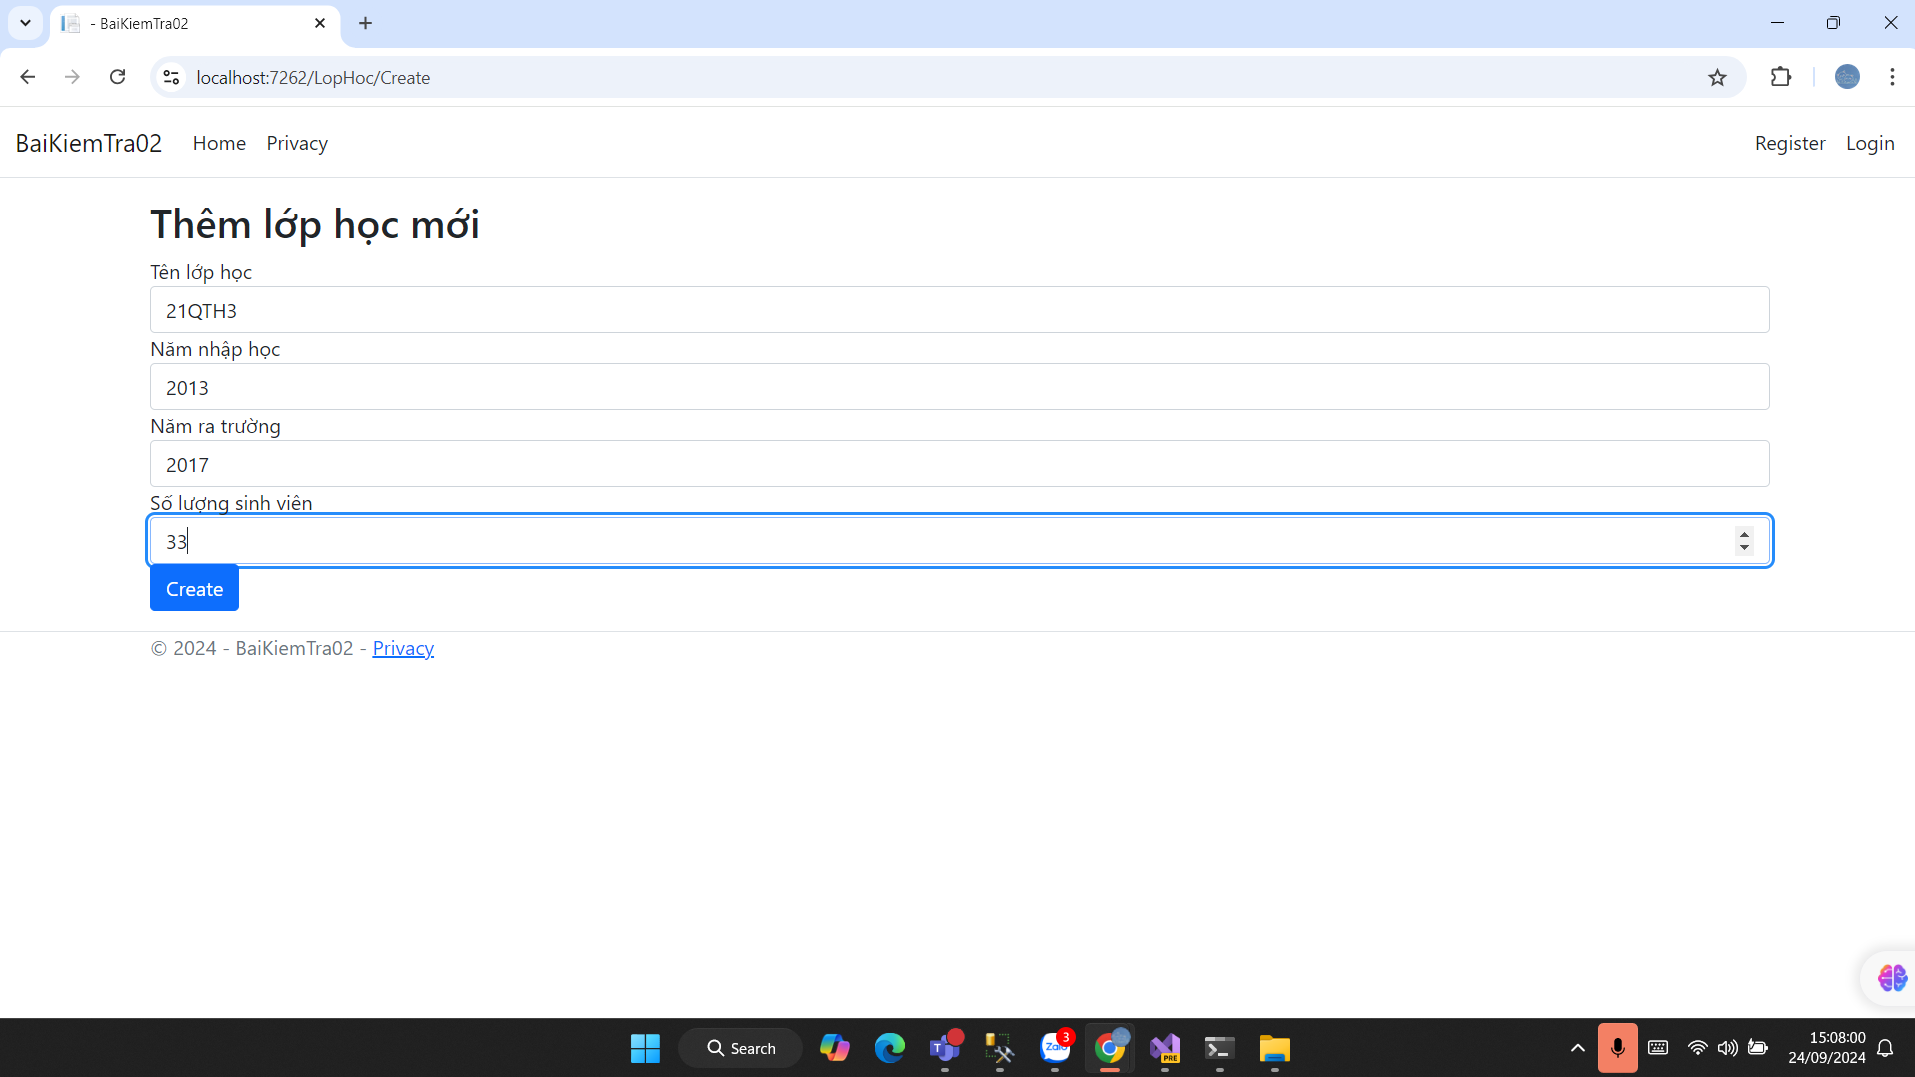 - BaiKiemTra02
localhost:7262/LopHoc/Create
BaiKiemTra02 Home Privacy Register Login
Thêm lớp học mới
Tên lớp học
21QTH3
Năm nhập học
2013
Năm ra trường
2017
Số lượng sinh viên
33
Create
© 2024 - BaiKiemTra02 - Privacy
Search
T
Zalo
3
PRE
15:08:00
24/09/2024